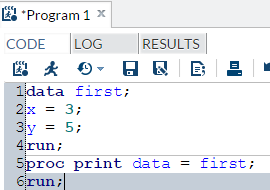 *Program 1 ×
CODE LOG RESULTS
1 data first;
2 x = 3;
3 y = 5;
4 run;
5 proc print data = first;
6 run;